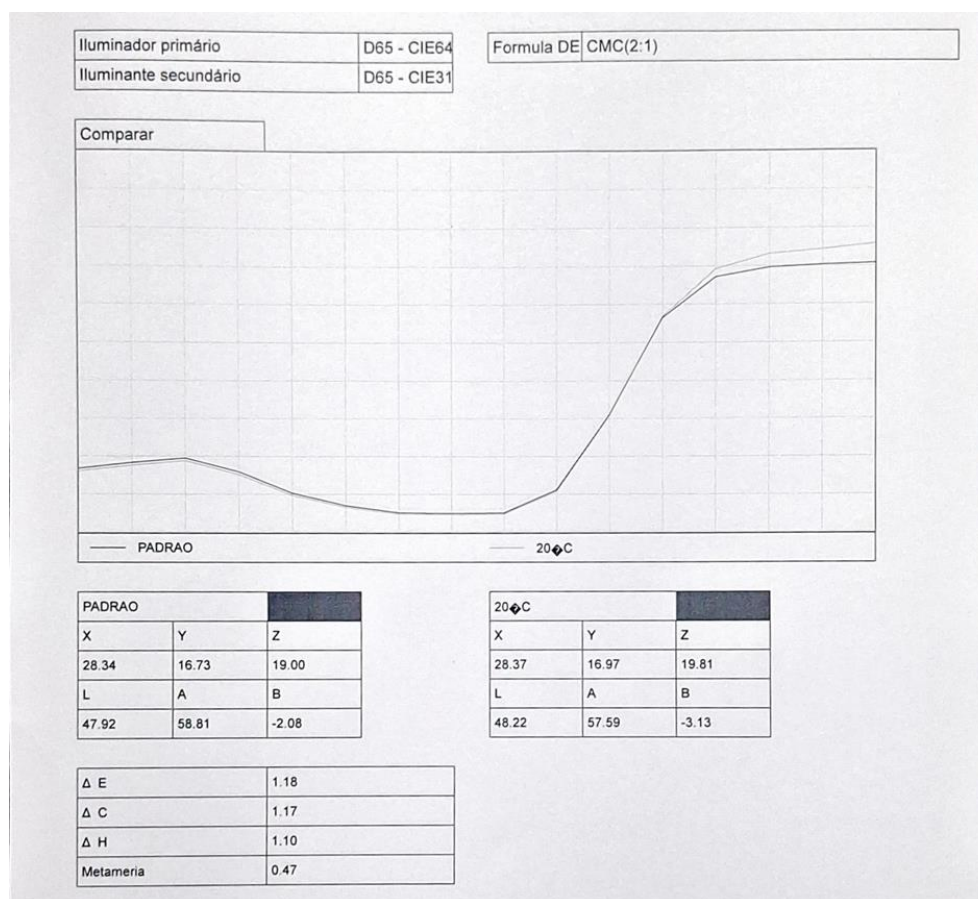 Iluminador primário D65 - CIE64 Formula DE CMC(2:1)
Iluminante secundário D65 - CIE31
Comparar
PADRAO 20�C
PADRAO 20�C
X Y Z X Y Z
28.34 16.73 19.00 28.37 16.97 19.81
L A B L A B
47.92 58.81 -2.08 48.22 57.59 -3.13
Δ E 1.18
Δ C 1.17
Δ H 1.10
Metameria 0.47